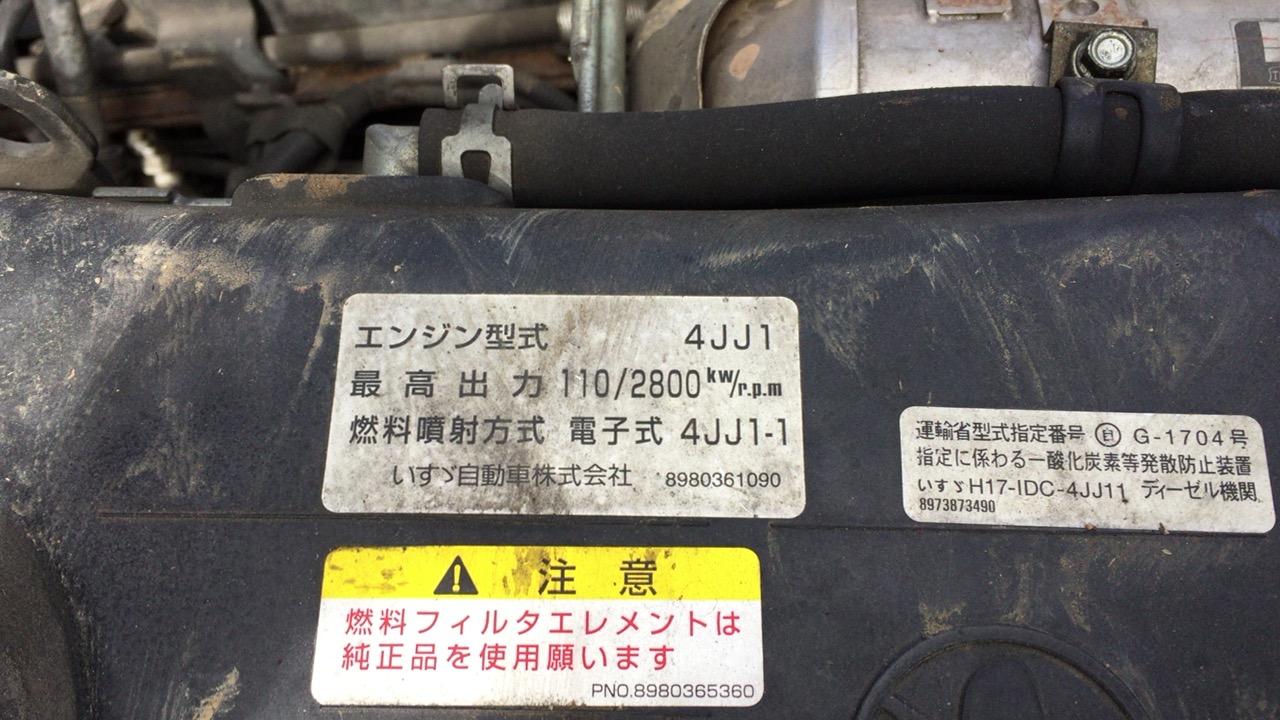 エンジン型式 4JJ1
最高出力 110/2800 kw/r.p.m
燃料噴射方式 電子式 4JJ1-1
いすゞ自動車株式会社 8980361090
運輸省型式指定番号 自 G-1704号
指定に係わる一酸化炭素等発散防止装置
いすゞH17-IDC-4JJ11 ディーゼル機関
8973873490
注意
燃料フィルタエレメントは
純正品を使用願います
PNO.8980365360